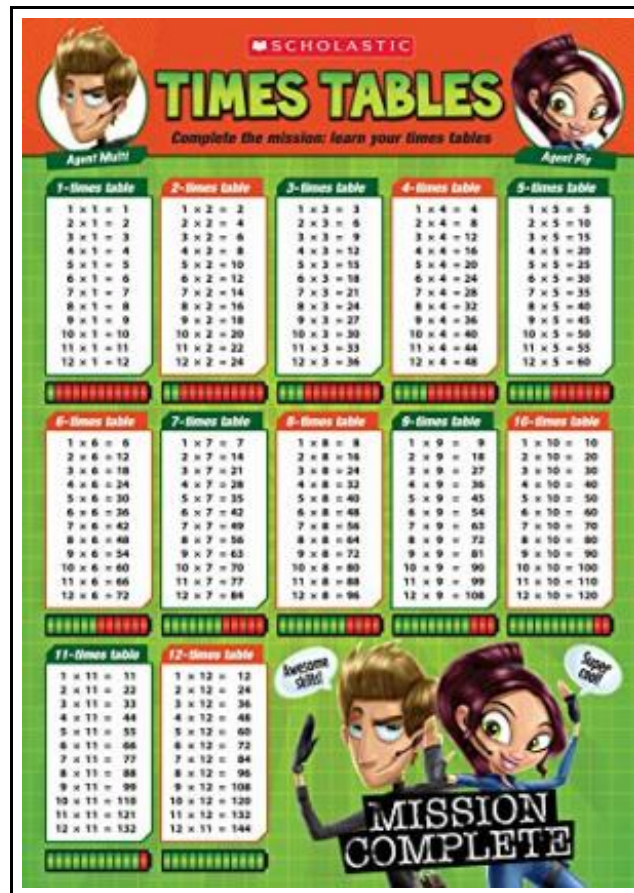 SCHOLASTIC
TIMES TABLES
Complete the mission: learn your times tables
Agent Multi
Agent Ply
1-times table
1 × 1 = 1
2 × 1 = 2
3 × 1 = 3
4 × 1 = 4
5 × 1 = 5
6 × 1 = 6
7 × 1 = 7
8 × 1 = 8
9 × 1 = 9
10 × 1 = 10
11 × 1 = 11
12 × 1 = 12
2-times table
1 × 2 = 2
2 × 2 = 4
3 × 2 = 6
4 × 2 = 8
5 × 2 = 10
6 × 2 = 12
7 × 2 = 14
8 × 2 = 16
9 × 2 = 18
10 × 2 = 20
11 × 2 = 22
12 × 2 = 24
3-times table
1 × 3 = 3
2 × 3 = 6
3 × 3 = 9
4 × 3 = 12
5 × 3 = 15
6 × 3 = 18
7 × 3 = 21
8 × 3 = 24
9 × 3 = 27
10 × 3 = 30
11 × 3 = 33
12 × 3 = 36
4-times table
1 × 4 = 4
2 × 4 = 8
3 × 4 = 12
4 × 4 = 16
5 × 4 = 20
6 × 4 = 24
7 × 4 = 28
8 × 4 = 32
9 × 4 = 36
10 × 4 = 40
11 × 4 = 44
12 × 4 = 48
5-times table
1 × 5 = 5
2 × 5 = 10
3 × 5 = 15
4 × 5 = 20
5 × 5 = 25
6 × 5 = 30
7 × 5 = 35
8 × 5 = 40
9 × 5 = 45
10 × 5 = 50
11 × 5 = 55
12 × 5 = 60
6-times table
1 × 6 = 6
2 × 6 = 12
3 × 6 = 18
4 × 6 = 24
5 × 6 = 30
6 × 6 = 36
7 × 6 = 42
8 × 6 = 48
9 × 6 = 54
10 × 6 = 60
11 × 6 = 66
12 × 6 = 72
7-times table
1 × 7 = 7
2 × 7 = 14
3 × 7 = 21
4 × 7 = 28
5 × 7 = 35
6 × 7 = 42
7 × 7 = 49
8 × 7 = 56
9 × 7 = 63
10 × 7 = 70
11 × 7 = 77
12 × 7 = 84
8-times table
1 × 8 = 8
2 × 8 = 16
3 × 8 = 24
4 × 8 = 32
5 × 8 = 40
6 × 8 = 48
7 × 8 = 56
8 × 8 = 64
9 × 8 = 72
10 × 8 = 80
11 × 8 = 88
12 × 8 = 96
9-times table
1 × 9 = 9
2 × 9 = 18
3 × 9 = 27
4 × 9 = 36
5 × 9 = 45
6 × 9 = 54
7 × 9 = 63
8 × 9 = 72
9 × 9 = 81
10 × 9 = 90
11 × 9 = 99
12 × 9 = 108
10-times table
1 × 10 = 10
2 × 10 = 20
3 × 10 = 30
4 × 10 = 40
5 × 10 = 50
6 × 10 = 60
7 × 10 = 70
8 × 10 = 80
9 × 10 = 90
10 × 10 = 100
11 × 10 = 110
12 × 10 = 120
11-times table
1 × 11 = 11
2 × 11 = 22
3 × 11 = 33
4 × 11 = 44
5 × 11 = 55
6 × 11 = 66
7 × 11 = 77
8 × 11 = 88
9 × 11 = 99
10 × 11 = 110
11 × 11 = 121
12 × 11 = 132
12-times table
1 × 12 = 12
2 × 12 = 24
3 × 12 = 36
4 × 12 = 48
5 × 12 = 60
6 × 12 = 72
7 × 12 = 84
8 × 12 = 96
9 × 12 = 108
10 × 12 = 120
11 × 12 = 132
12 × 11 = 144
Awesome
skills!
Super
cool!
MISSION
COMPLETE